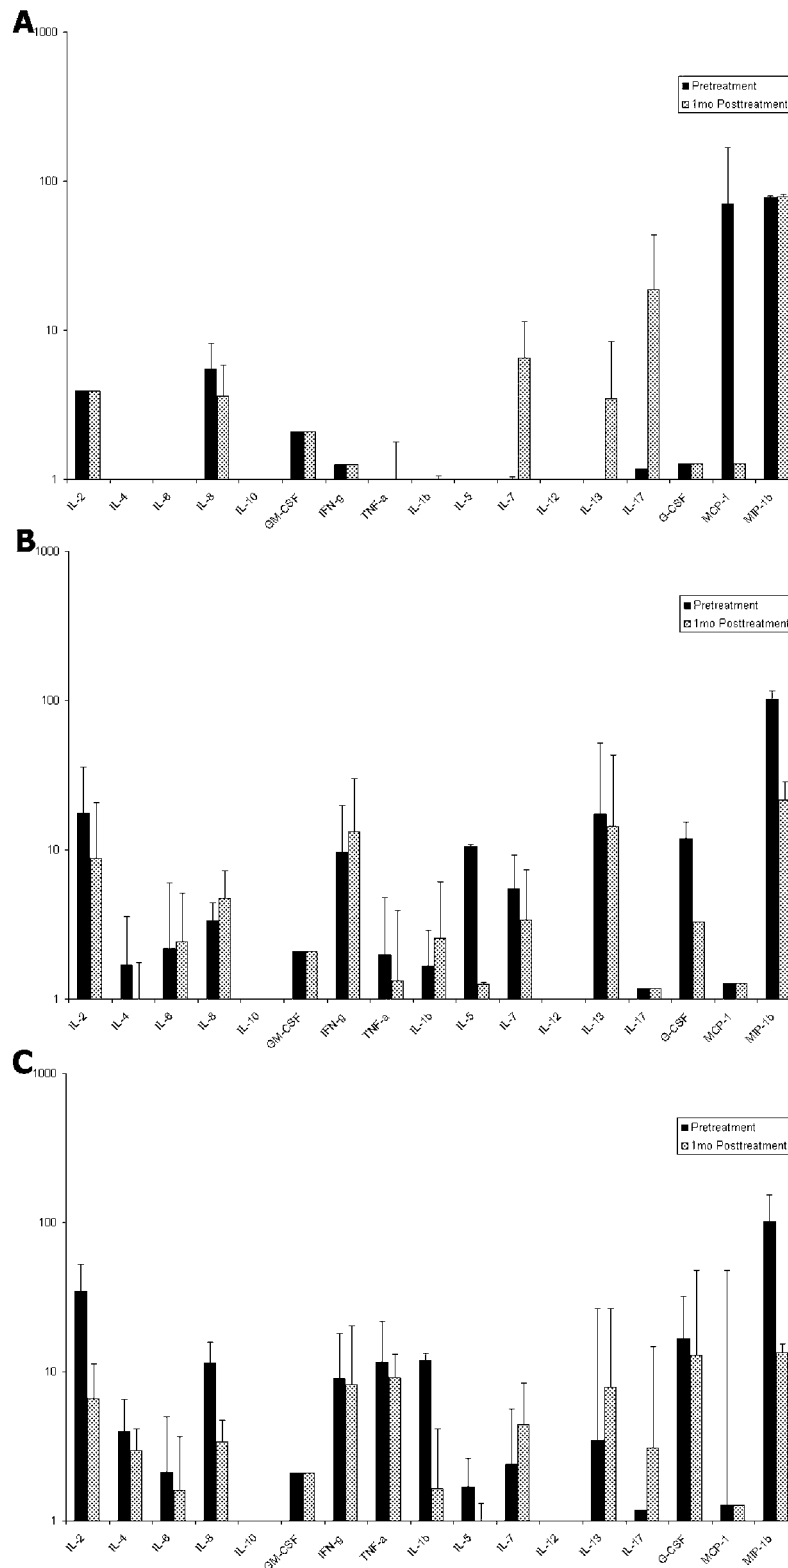 A
1000
Pretreatment
1mo Posttreatment
100
10
1
IL-2 IL-4 IL-6 IL-8 IL-10 GM-CSF IFN-g TNF-a IL-1b IL-5 IL-7 IL-12 IL-13 IL-17 G-CSF MCP-1 MIP-1b
B
1000
Pretreatment
1mo Posttreatment
100
10
1
IL-2 IL-4 IL-6 IL-8 IL-10 GM-CSF IFN-g TNF-a IL-1b IL-5 IL-7 IL-12 IL-13 IL-17 G-CSF MCP-1 MIP-1b
C
1000
Pretreatment
1mo Posttreatment
100
10
1
IL-2 IL-4 IL-6 IL-8 IL-10 GM-CSF IFN-g TNF-a IL-1b IL-5 IL-7 IL-12 IL-13 IL-17 G-CSF MCP-1 MIP-1b